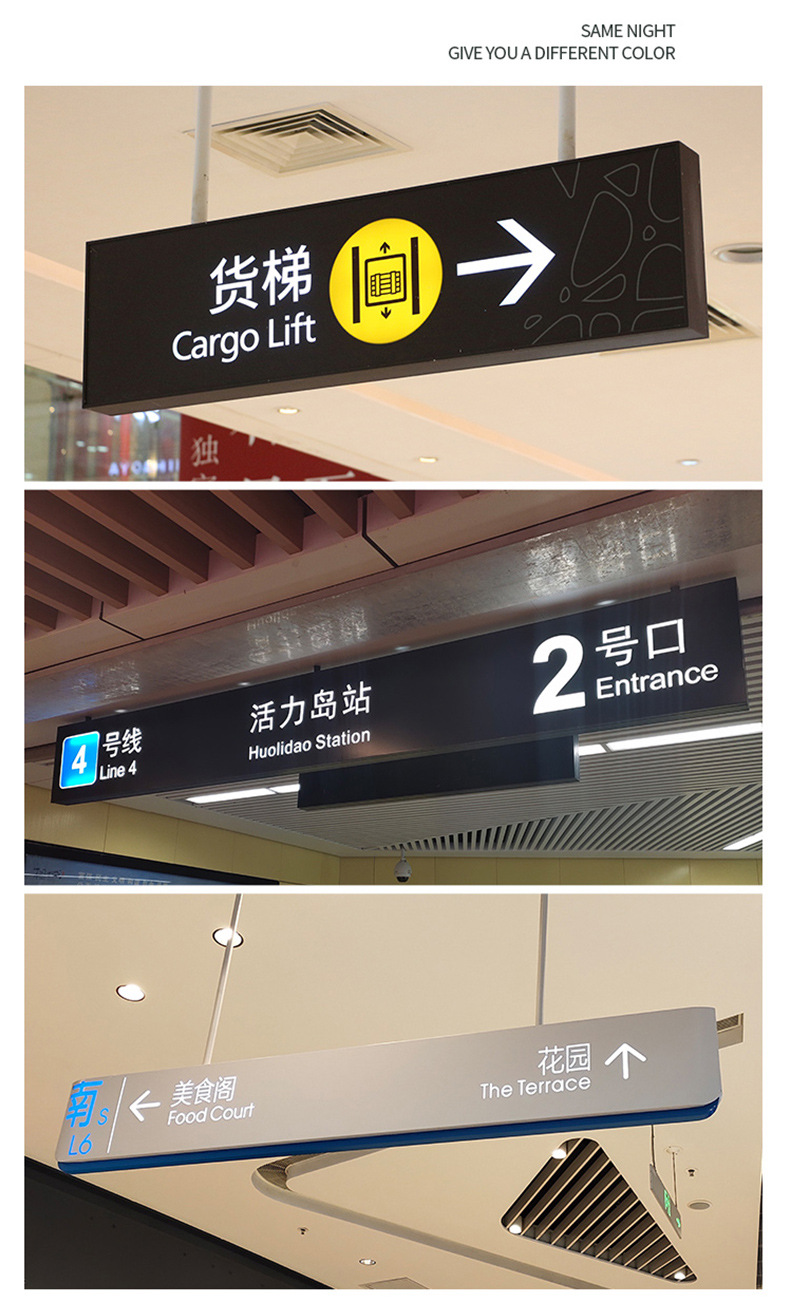 SAME NIGHT
GIVE YOU A DIFFERENT COLOR
货梯
Cargo Lift
独
4 号线
Line 4
活力岛站
Huolidao Station
2 号口
Entrance
南 S
L6
美食阁
Food Court
花园
The Terrace